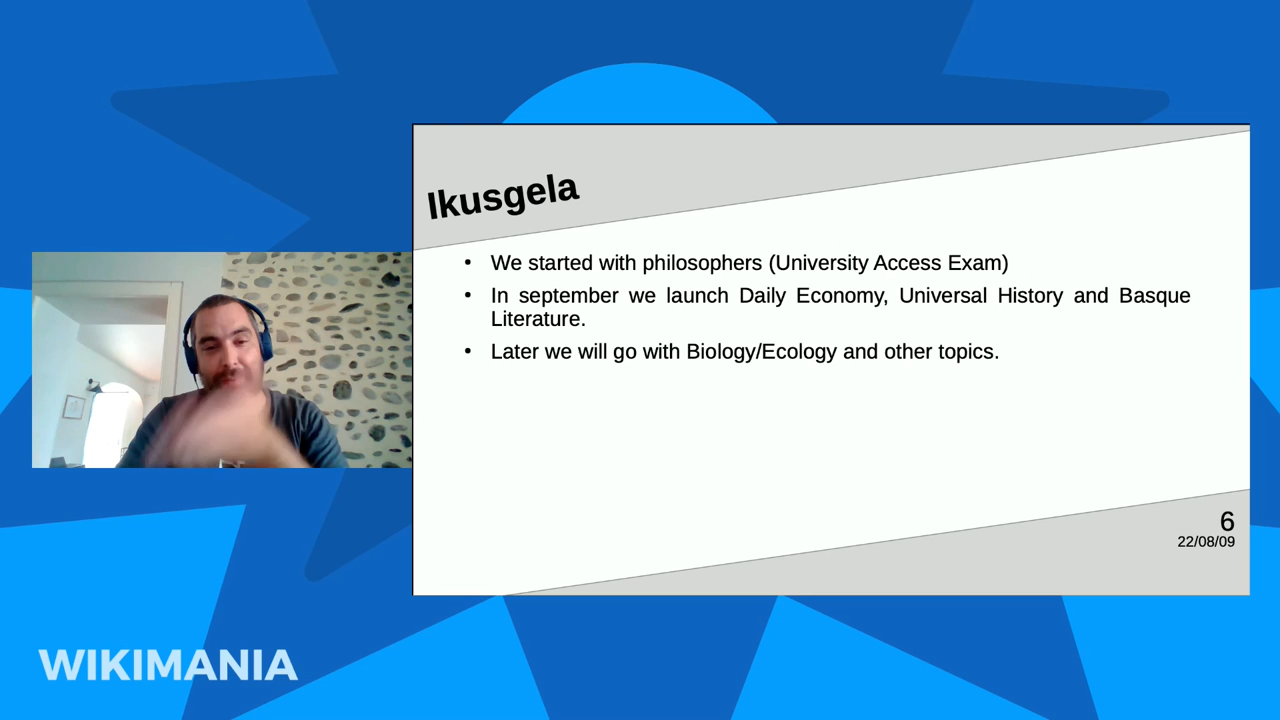 Ikusgela
• We started with philosophers (University Access Exam)
• In september we launch Daily Economy, Universal History and Basque
Literature.
• Later we will go with Biology/Ecology and other topics.
6
22/08/09
WIKIMANIA